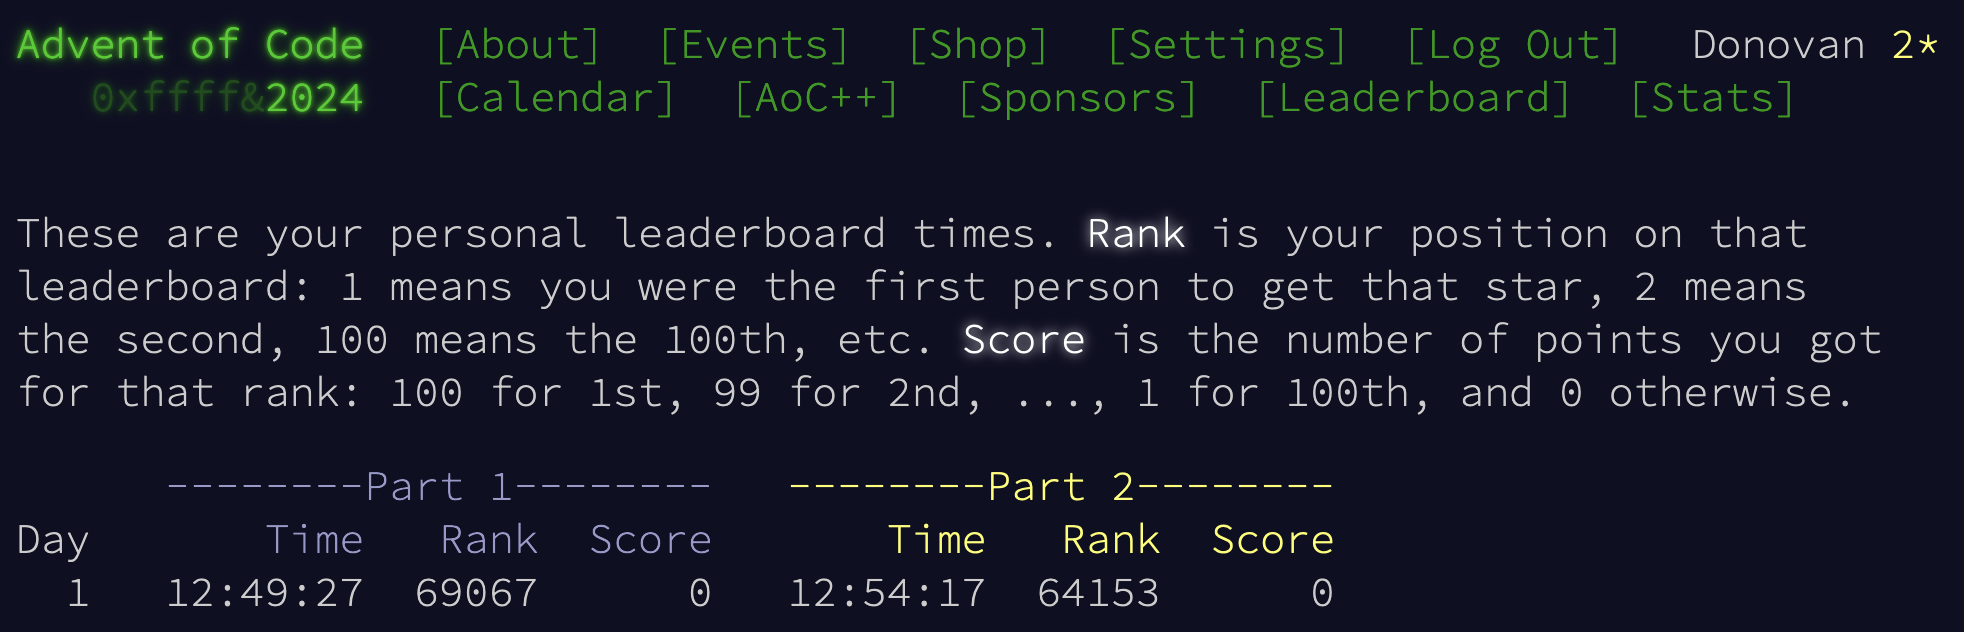 Advent of Code [About] [Events] [Shop] [Settings] [Log Out] Donovan 2*
0xffff&2024 [Calendar] [AoC++] [Sponsors] [Leaderboard] [Stats]
These are your personal leaderboard times. Rank is your position on that
leaderboard: 1 means you were the first person to get that star, 2 means
the second, 100 means the 100th, etc. Score is the number of points you got
for that rank: 100 for 1st, 99 for 2nd, ..., 1 for 100th, and 0 otherwise.
--------Part 1-------- --------Part 2--------
Day Time Rank Score Time Rank Score
1 12:49:27 69067 0 12:54:17 64153 0